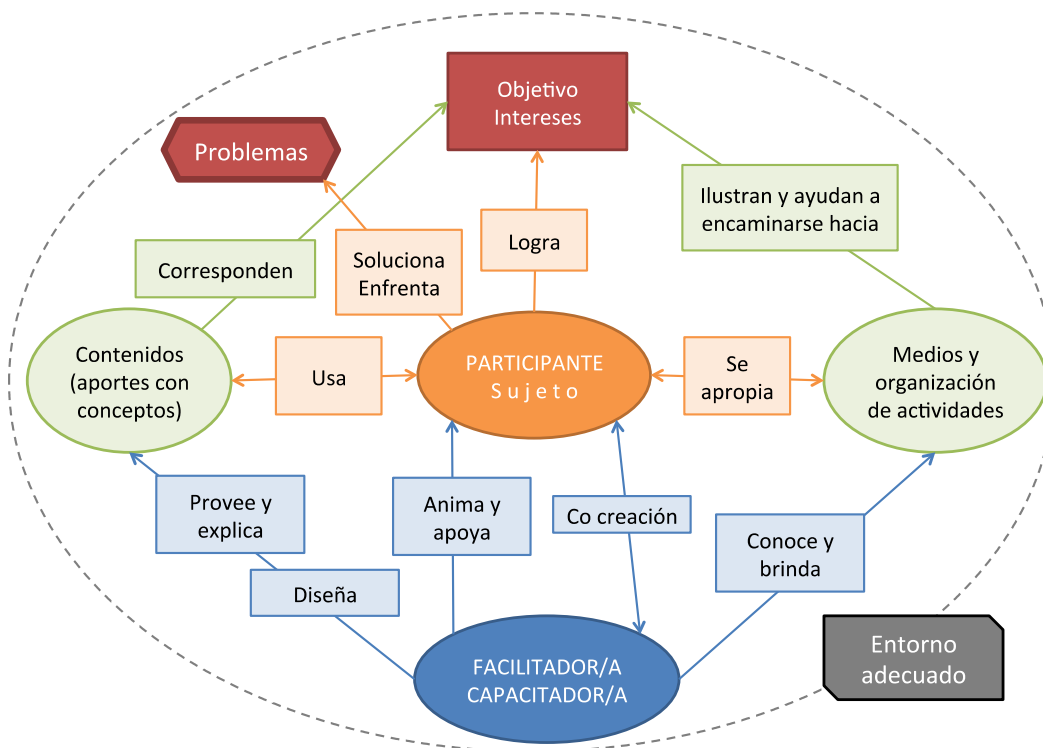 Objetivo
Intereses
Problemas
Ilustran y ayudan a
encaminarse hacia
Logra
Soluciona
Enfrenta
Corresponden
Contenidos
(aportes con
conceptos)
Usa
PARTICIPANTE
Sujeto
Se
apropia
Medios y
organización
de actividades
Provee y
explica
Anima y
apoya
Co creación
Conoce y
brinda
Diseña
FACILITADOR/A
CAPACITADOR/A
Entorno
adecuado